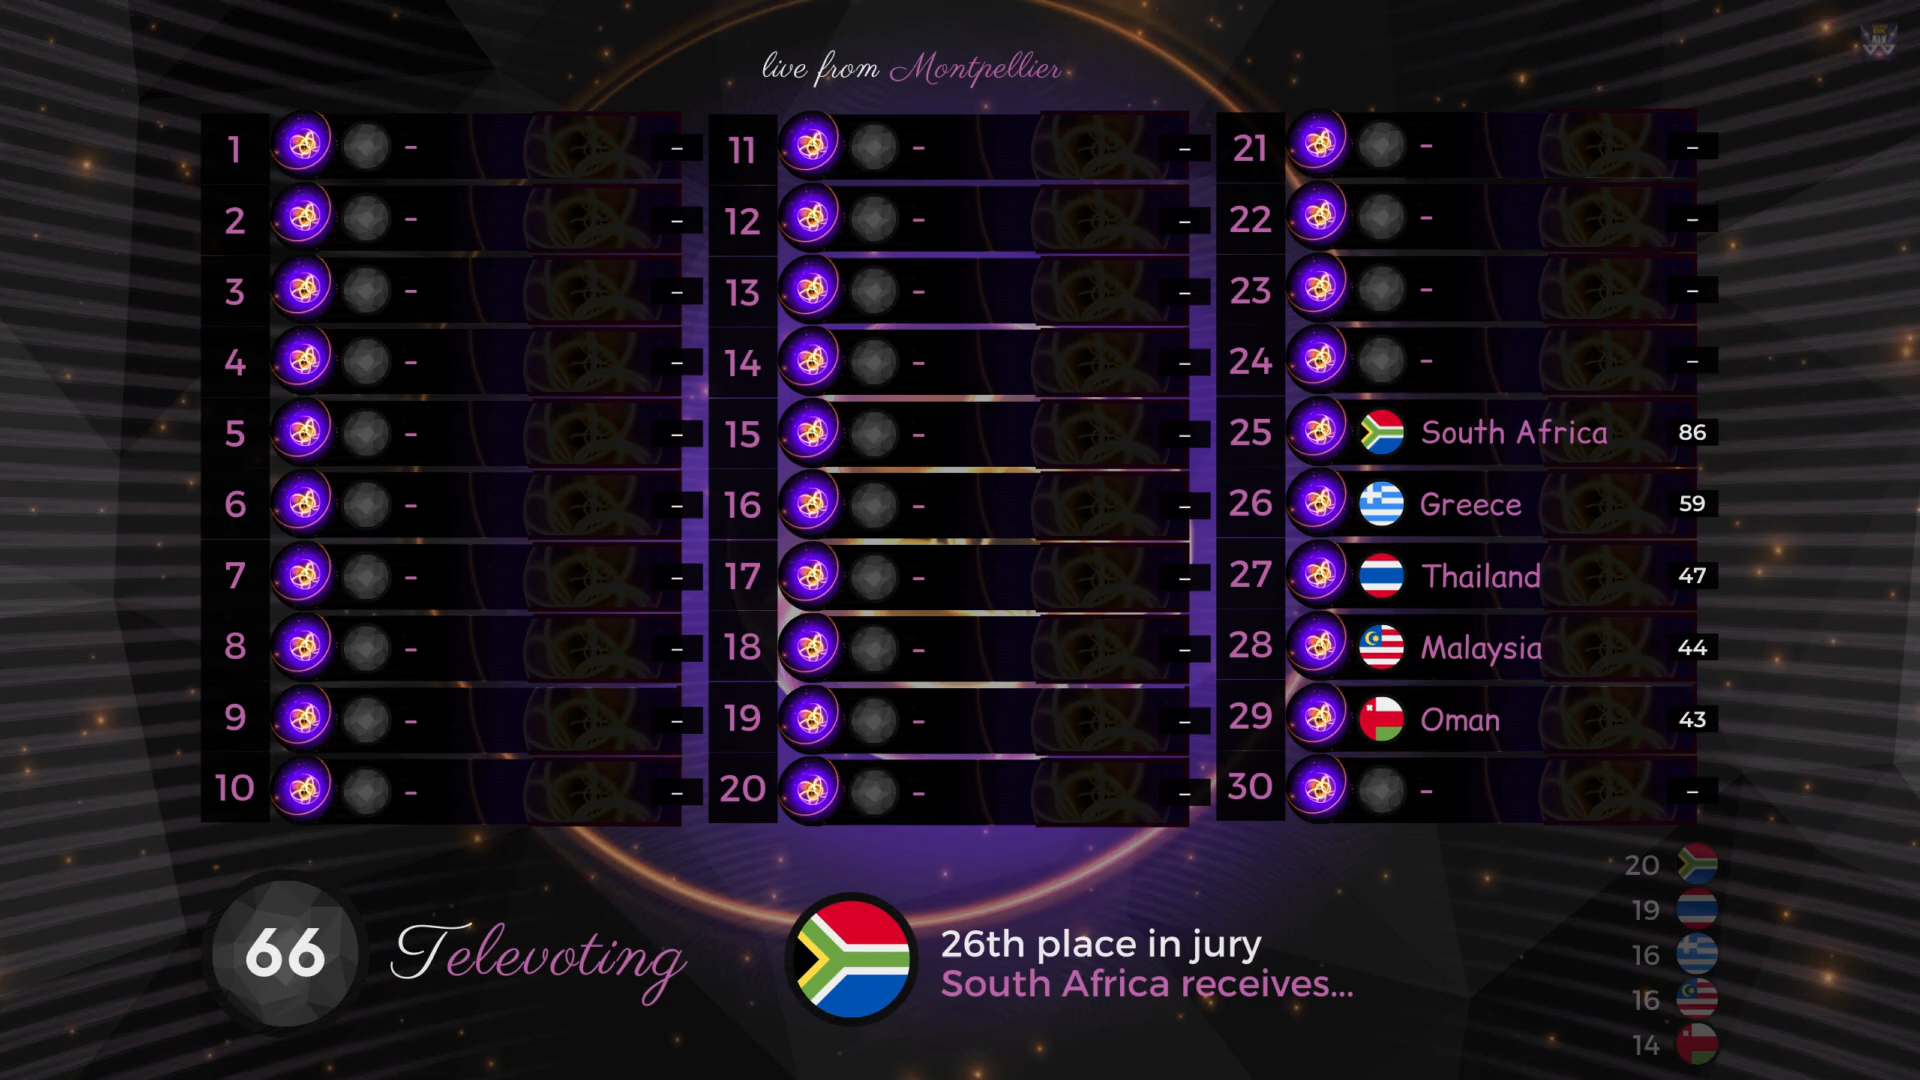 live from Montpellier
1 - -
2 - -
3 - -
4 - -
5 - -
6 - -
7 - -
8 - -
9 - -
10 - -
11 - -
12 - -
13 - -
14 - -
15 - -
16 - -
17 - -
18 - -
19 - -
20 - -
21 - -
22 - -
23 - -
24 - -
25 South Africa 86
26 Greece 59
27 Thailand 47
28 Malaysia 44
29 Oman 43
30 - -
66 Televoting
26th place in jury
South Africa receives...
20
19
16
16
14